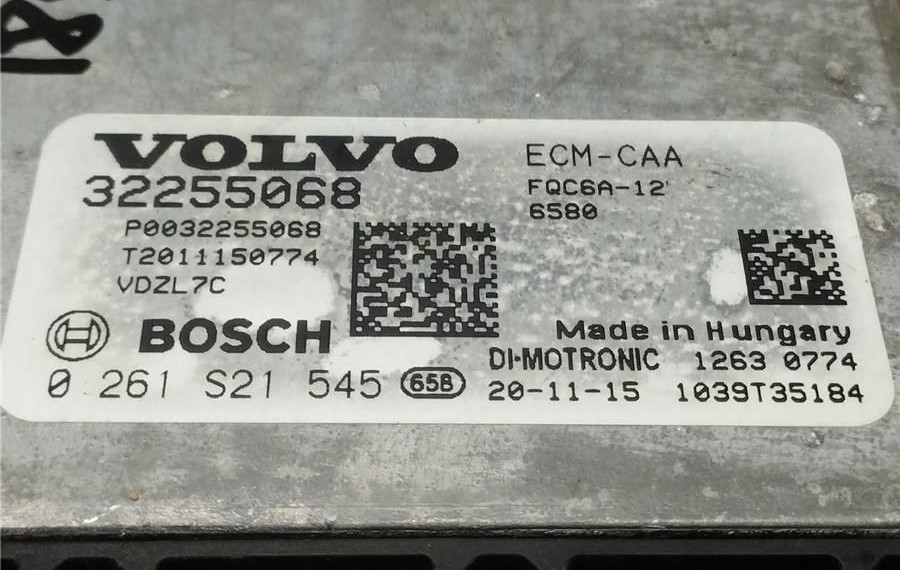 VOLVO
32255068
P0032255068
T2011150774
VDZL7C
ECM-CAA
FQC6A-12
6580
BOSCH
0 261 S21 545 658
Made in Hungary
DI-MOTRONIC 1263 0774
20-11-15 1039T35184